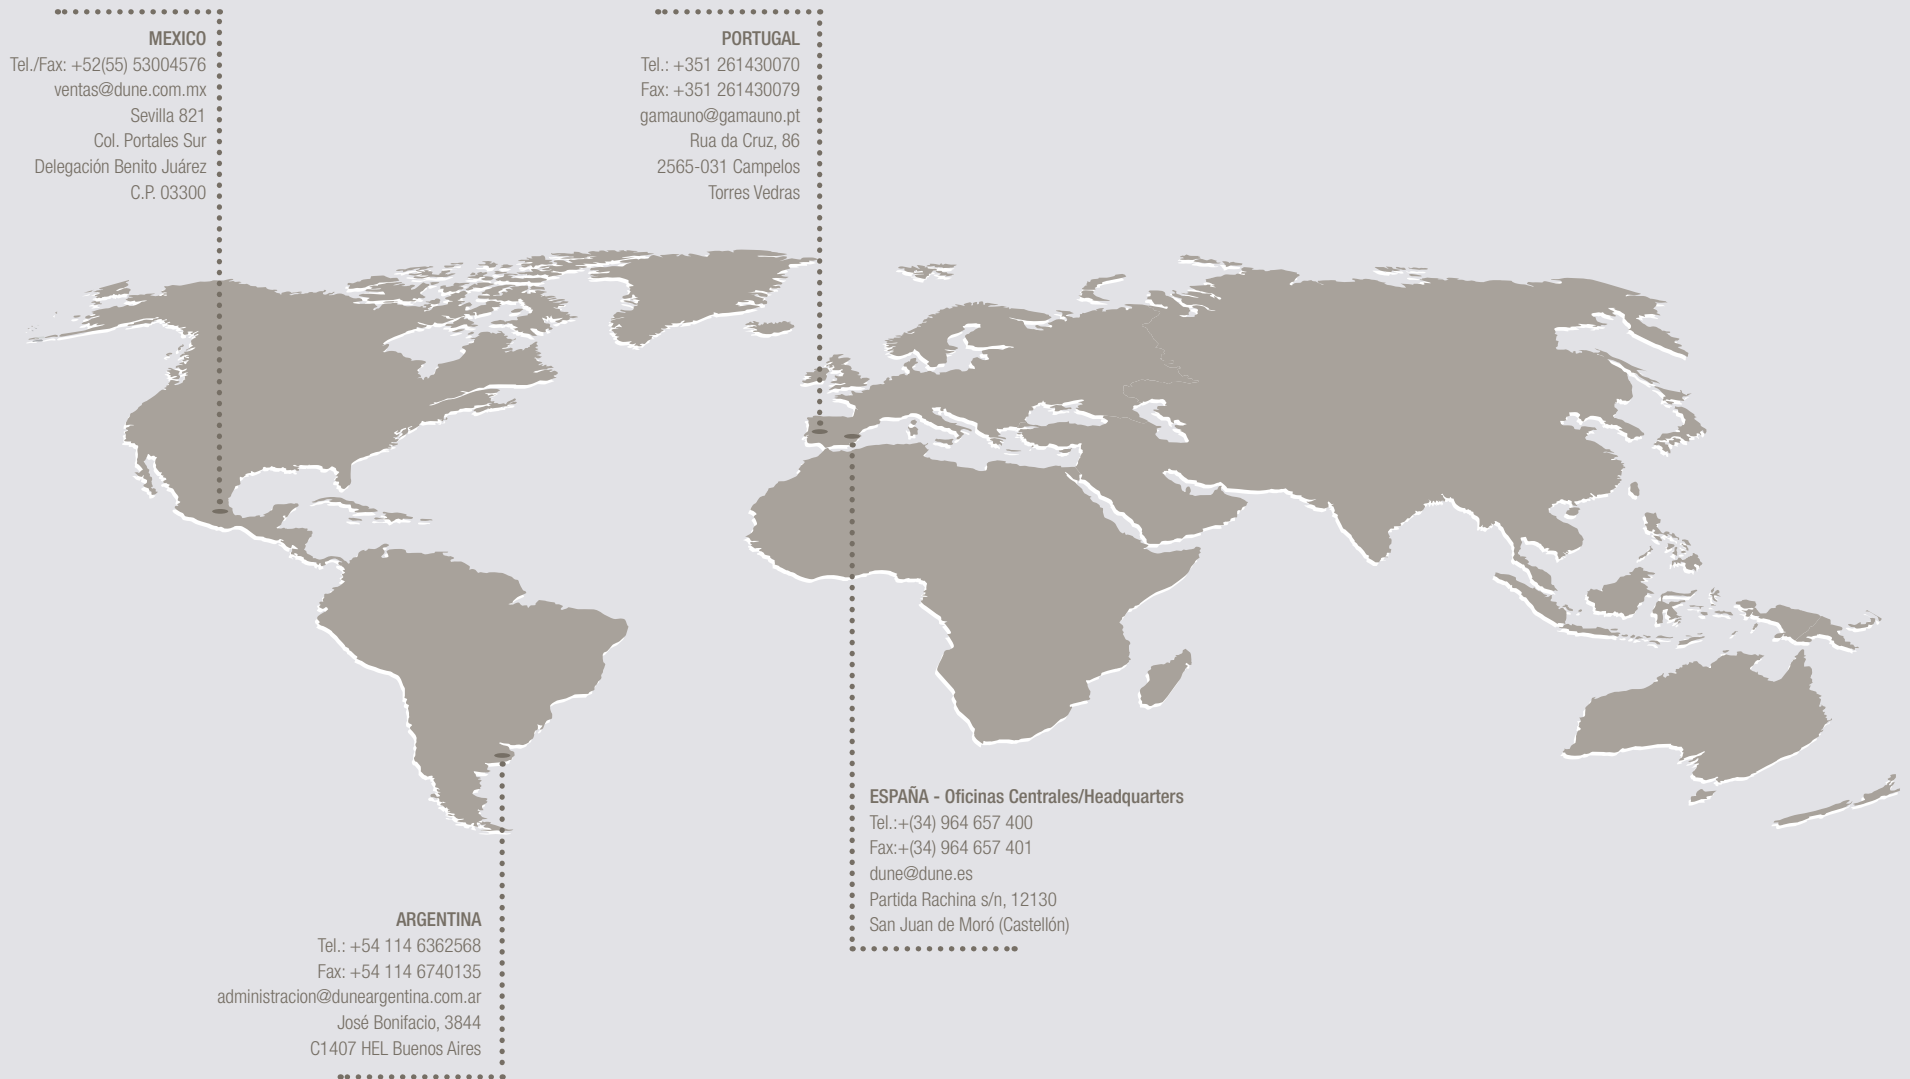 MEXICO
Tel./Fax: +52(55) 53004576
ventas@dune.com.mx
Sevilla 821
Col. Portales Sur
Delegación Benito Juárez
C.P. 03300
PORTUGAL
Tel.: +351 261430070
Fax: +351 261430079
gamauno@gamauno.pt
Rua da Cruz, 86
2565-031 Campelos
Torres Vedras
ESPAÑA - Oficinas Centrales/Headquarters
Tel.:+(34) 964 657 400
Fax:+(34) 964 657 401
dune@dune.es
Partida Rachina s/n, 12130
San Juan de Moró (Castellón)
ARGENTINA
Tel.: +54 114 6362568
Fax: +54 114 6740135
administracion@duneargentina.com.ar
José Bonifacio, 3844
C1407 HEL Buenos Aires